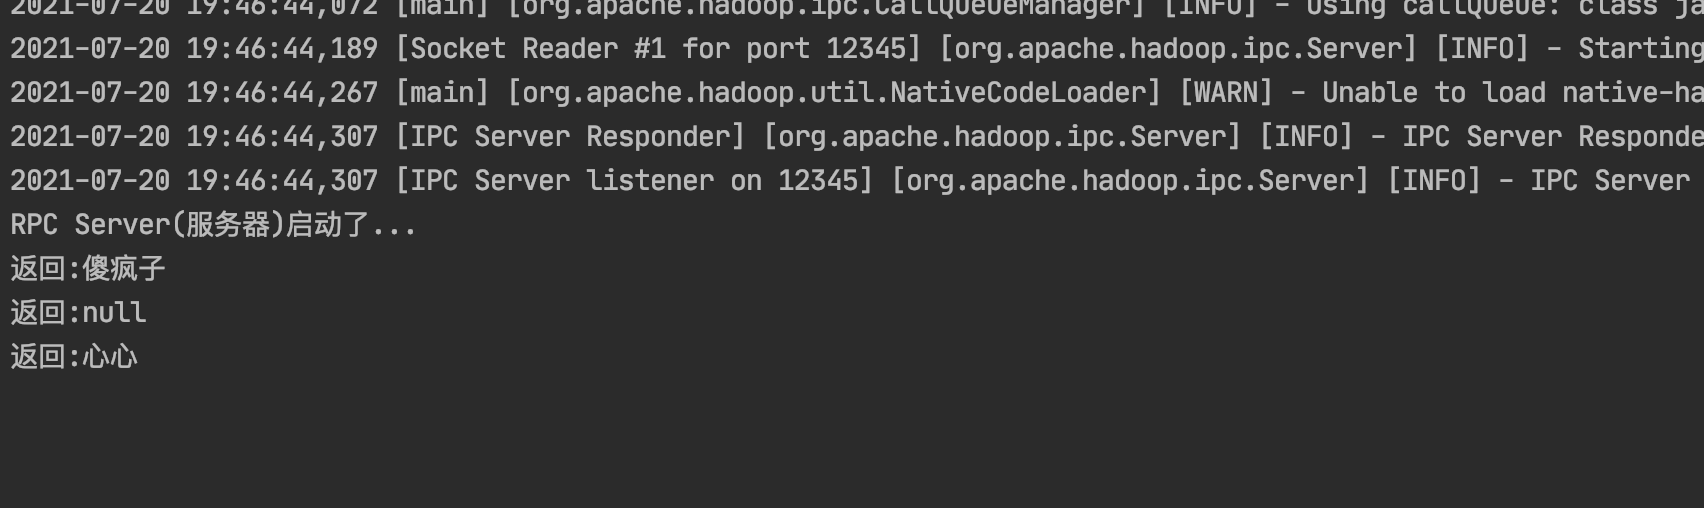 2021-07-20 19:46:44,072 [main] [org.apache.hadoop.ipc.CallQueueManager] [INFO] - Using callQueue: class ja
2021-07-20 19:46:44,189 [Socket Reader #1 for port 12345] [org.apache.hadoop.ipc.Server] [INFO] - Starting
2021-07-20 19:46:44,267 [main] [org.apache.hadoop.util.NativeCodeLoader] [WARN] - Unable to load native-ha
2021-07-20 19:46:44,307 [IPC Server Responder] [org.apache.hadoop.ipc.Server] [INFO] - IPC Server Responde
2021-07-20 19:46:44,307 [IPC Server listener on 12345] [org.apache.hadoop.ipc.Server] [INFO] - IPC Server
RPC Server(服务器)启动了...
返回:傻疯子
返回:null
返回:心心